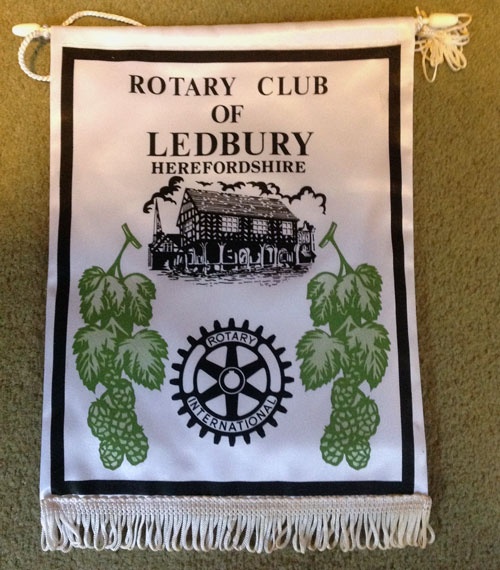 ROTARY CLUB
OF
LEDBURY
HEREFORDSHIRE
ROTARY
INTERNATIONAL